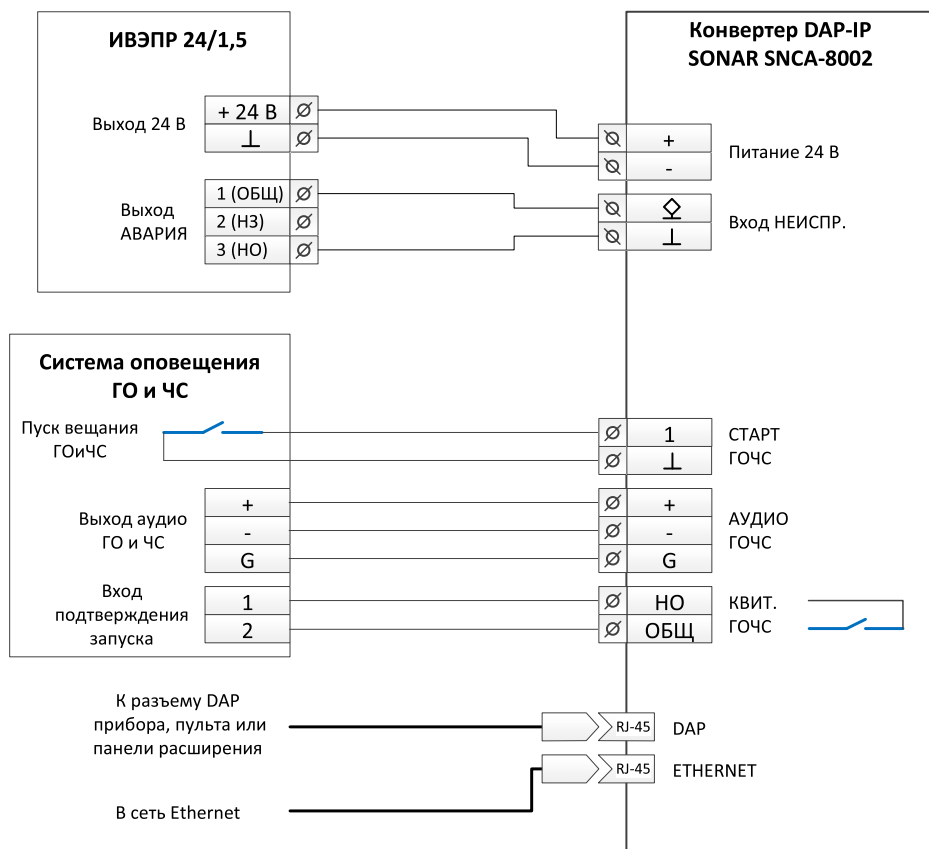 ИВЭПР 24/1,5
Выход 24 В
+ 24 В
⊥
Выход
АВАРИЯ
1 (ОБЩ)
2 (НЗ)
3 (НО)
Конвертер DAP-IP
SONAR SNCA-8002
+
-
Питание 24 В
⊥
Вход НЕИСПР.
Система оповещения
ГО и ЧС
Пуск вещания
ГОиЧС
1
⊥
СТАРТ
ГОЧС
Выход аудио
ГО и ЧС
+
-
G
+
-
G
АУДИО
ГОЧС
Вход
подтверждения
запуска
1
2
НО
ОБЩ
КВИТ.
ГОЧС
К разъему DAP
прибора, пульта или
панели расширения
RJ-45
DAP
RJ-45
ETHERNET
В сеть Ethernet